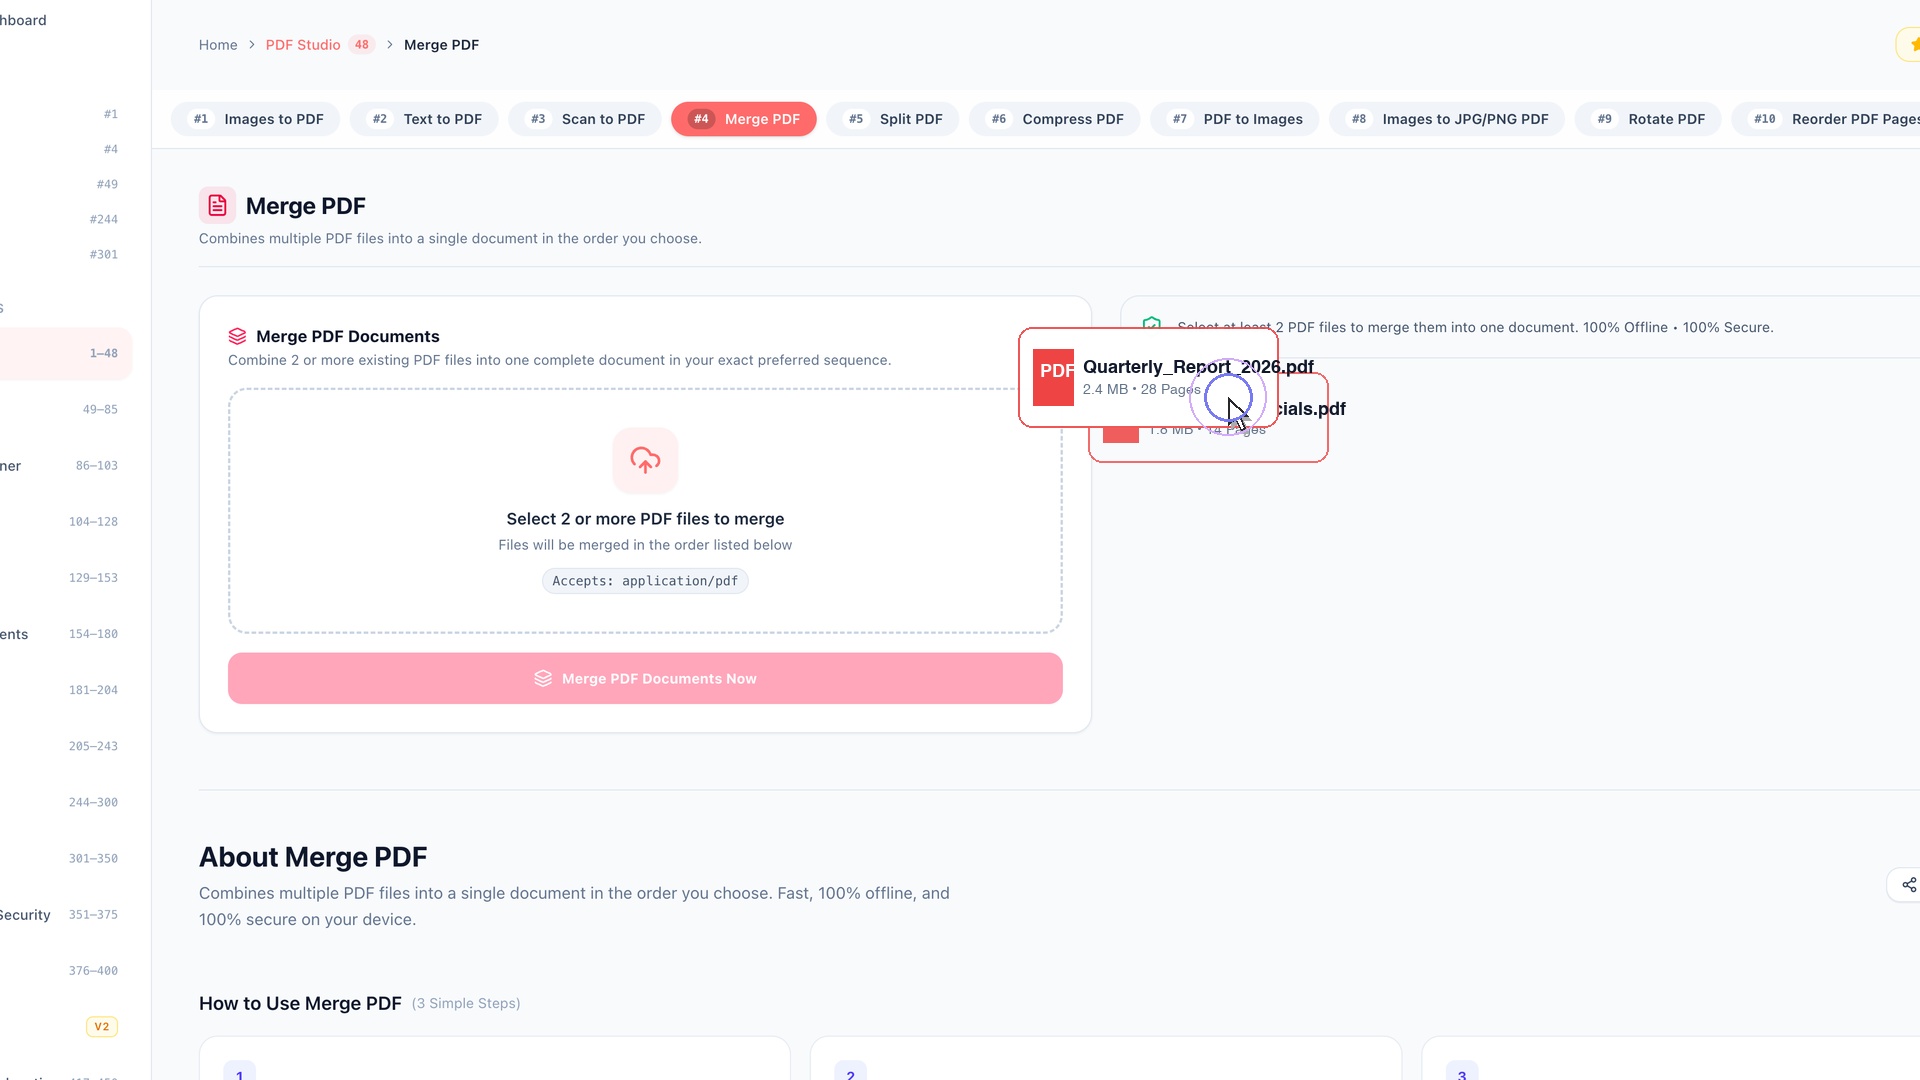 hboard
#1
#4
#49
#244
#301
S
1–48
49–85
ner
86–103
104–128
129–153
ents
154–180
181–204
205–243
244–300
301–350
Security
351–375
376–400
V2
Home > PDF Studio 48 > Merge PDF
#1 Images to PDF
#2 Text to PDF
#3 Scan to PDF
#4 Merge PDF
#5 Split PDF
#6 Compress PDF
#7 PDF to Images
#8 Images to JPG/PNG PDF
#9 Rotate PDF
#10 Reorder PDF Pages
Merge PDF
Combines multiple PDF files into a single document in the order you choose.
Merge PDF Documents
Combine 2 or more existing PDF files into one complete document in your exact preferred sequence.
Select 2 or more PDF files to merge
Files will be merged in the order listed below
Accepts: application/pdf
Merge PDF Documents Now
Select at least 2 PDF files to merge them into one document. 100% Offline • 100% Secure.
PDF
Quarterly_Report_2026.pdf
2.4 MB • 28 Pages
cials.pdf
1.8 MB • 14 Pages
About Merge PDF
Combines multiple PDF files into a single document in the order you choose. Fast, 100% offline, and
100% secure on your device.
How to Use Merge PDF (3 Simple Steps)
1
2
3